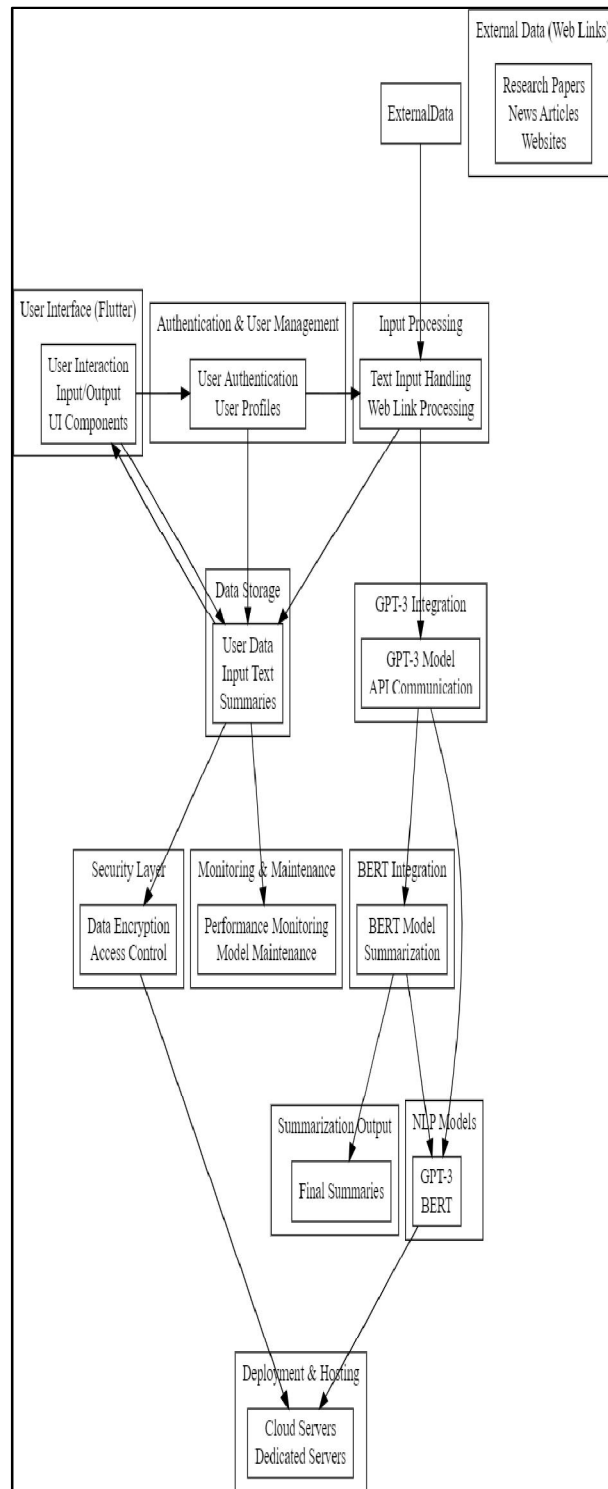 External Data (Web Links)
Research Papers
News Articles
Websites
ExternalData
User Interface (Flutter)
User Interaction
Input/Output
UI Components
Authentication & User Management
User Authentication
User Profiles
Input Processing
Text Input Handling
Web Link Processing
Data Storage
User Data
Input Text
Summaries
GPT-3 Integration
GPT-3 Model
API Communication
Security Layer
Data Encryption
Access Control
Monitoring & Maintenance
Performance Monitoring
Model Maintenance
BERT Integration
BERT Model
Summarization
Summarization Output
Final Summaries
NLP Models
GPT-3
BERT
Deployment & Hosting
Cloud Servers
Dedicated Servers